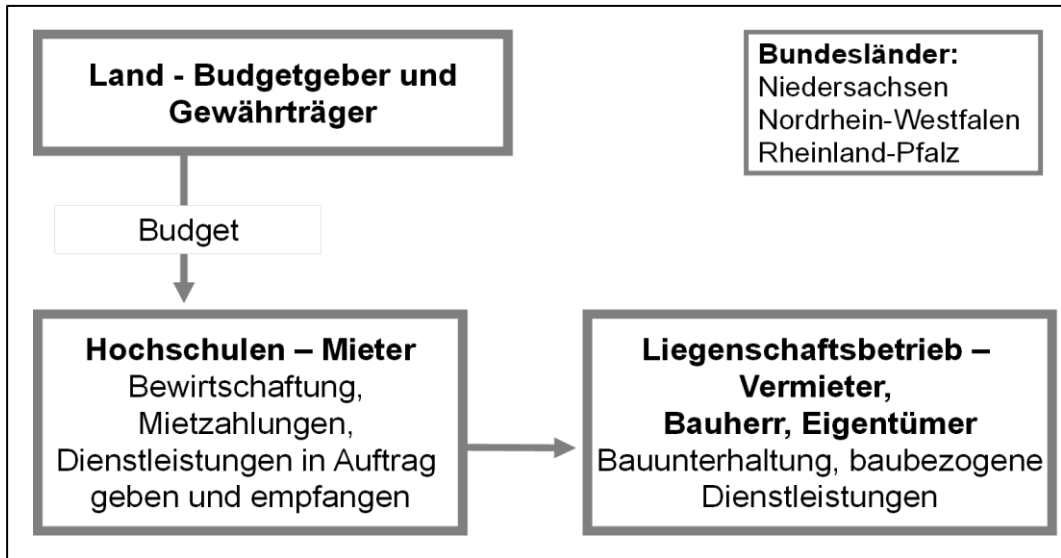 Land - Budgetgeber und
Gewährträger
Bundesländer:
Niedersachsen
Nordrhein-Westfalen
Rheinland-Pfalz
Budget
Hochschulen – Mieter
Bewirtschaftung,
Mietzahlungen,
Dienstleistungen in Auftrag
geben und empfangen
Liegenschaftsbetrieb –
Vermieter,
Bauherr, Eigentümer
Bauunterhaltung, baubezogene
Dienstleistungen